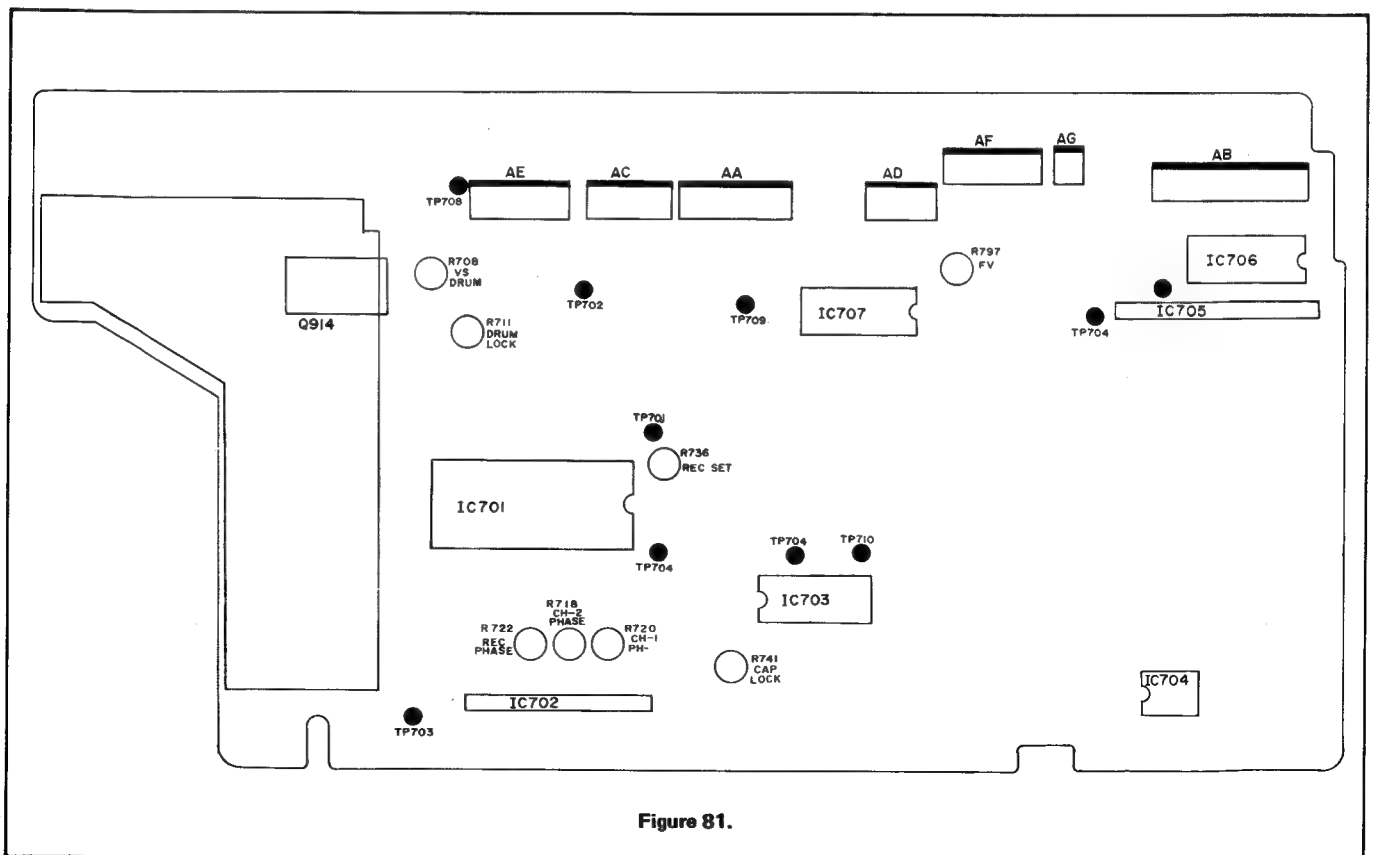 AF
AG
AB
AE
AC
AA
AD
TP708
R708
VS
DRUM
R797
FV
IC706
Q914
TP702
TP709
IC707
TP704
IC705
R711
DRUM
LOCK
TP701
R736
REC SET
IC701
TP704
TP704
TP710
IC703
R722
REC
PHASE
R718
CH-2
PHASE
R720
CH-1
PH-
R741
CAP
LOCK
IC704
IC702
TP703
Figure 81.